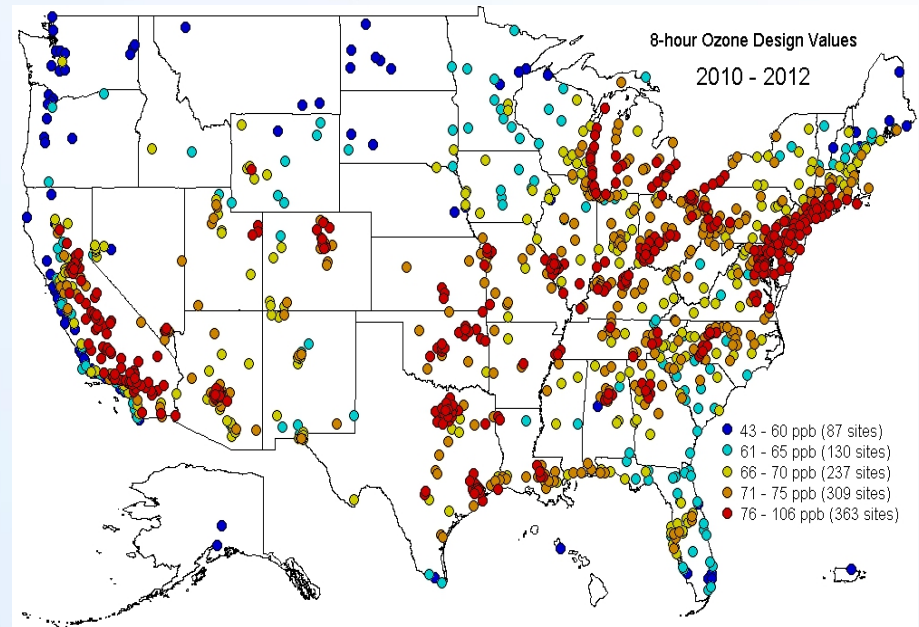 8-hour Ozone Design Values
2010 - 2012
43 - 60 ppb (87 sites)
61 - 65 ppb (130 sites)
66 - 70 ppb (237 sites)
71 - 75 ppb (309 sites)
76 - 106 ppb (363 sites)